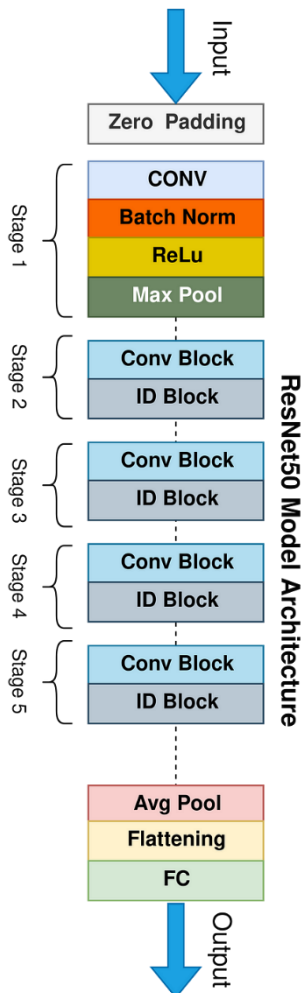 Input
Zero Padding
Stage 1
CONV
Batch Norm
ReLu
Max Pool
Stage 2
Conv Block
ID Block
Stage 3
Conv Block
ID Block
Stage 4
Conv Block
ID Block
Stage 5
Conv Block
ID Block
ResNet50 Model Architecture
Avg Pool
Flattening
FC
Output